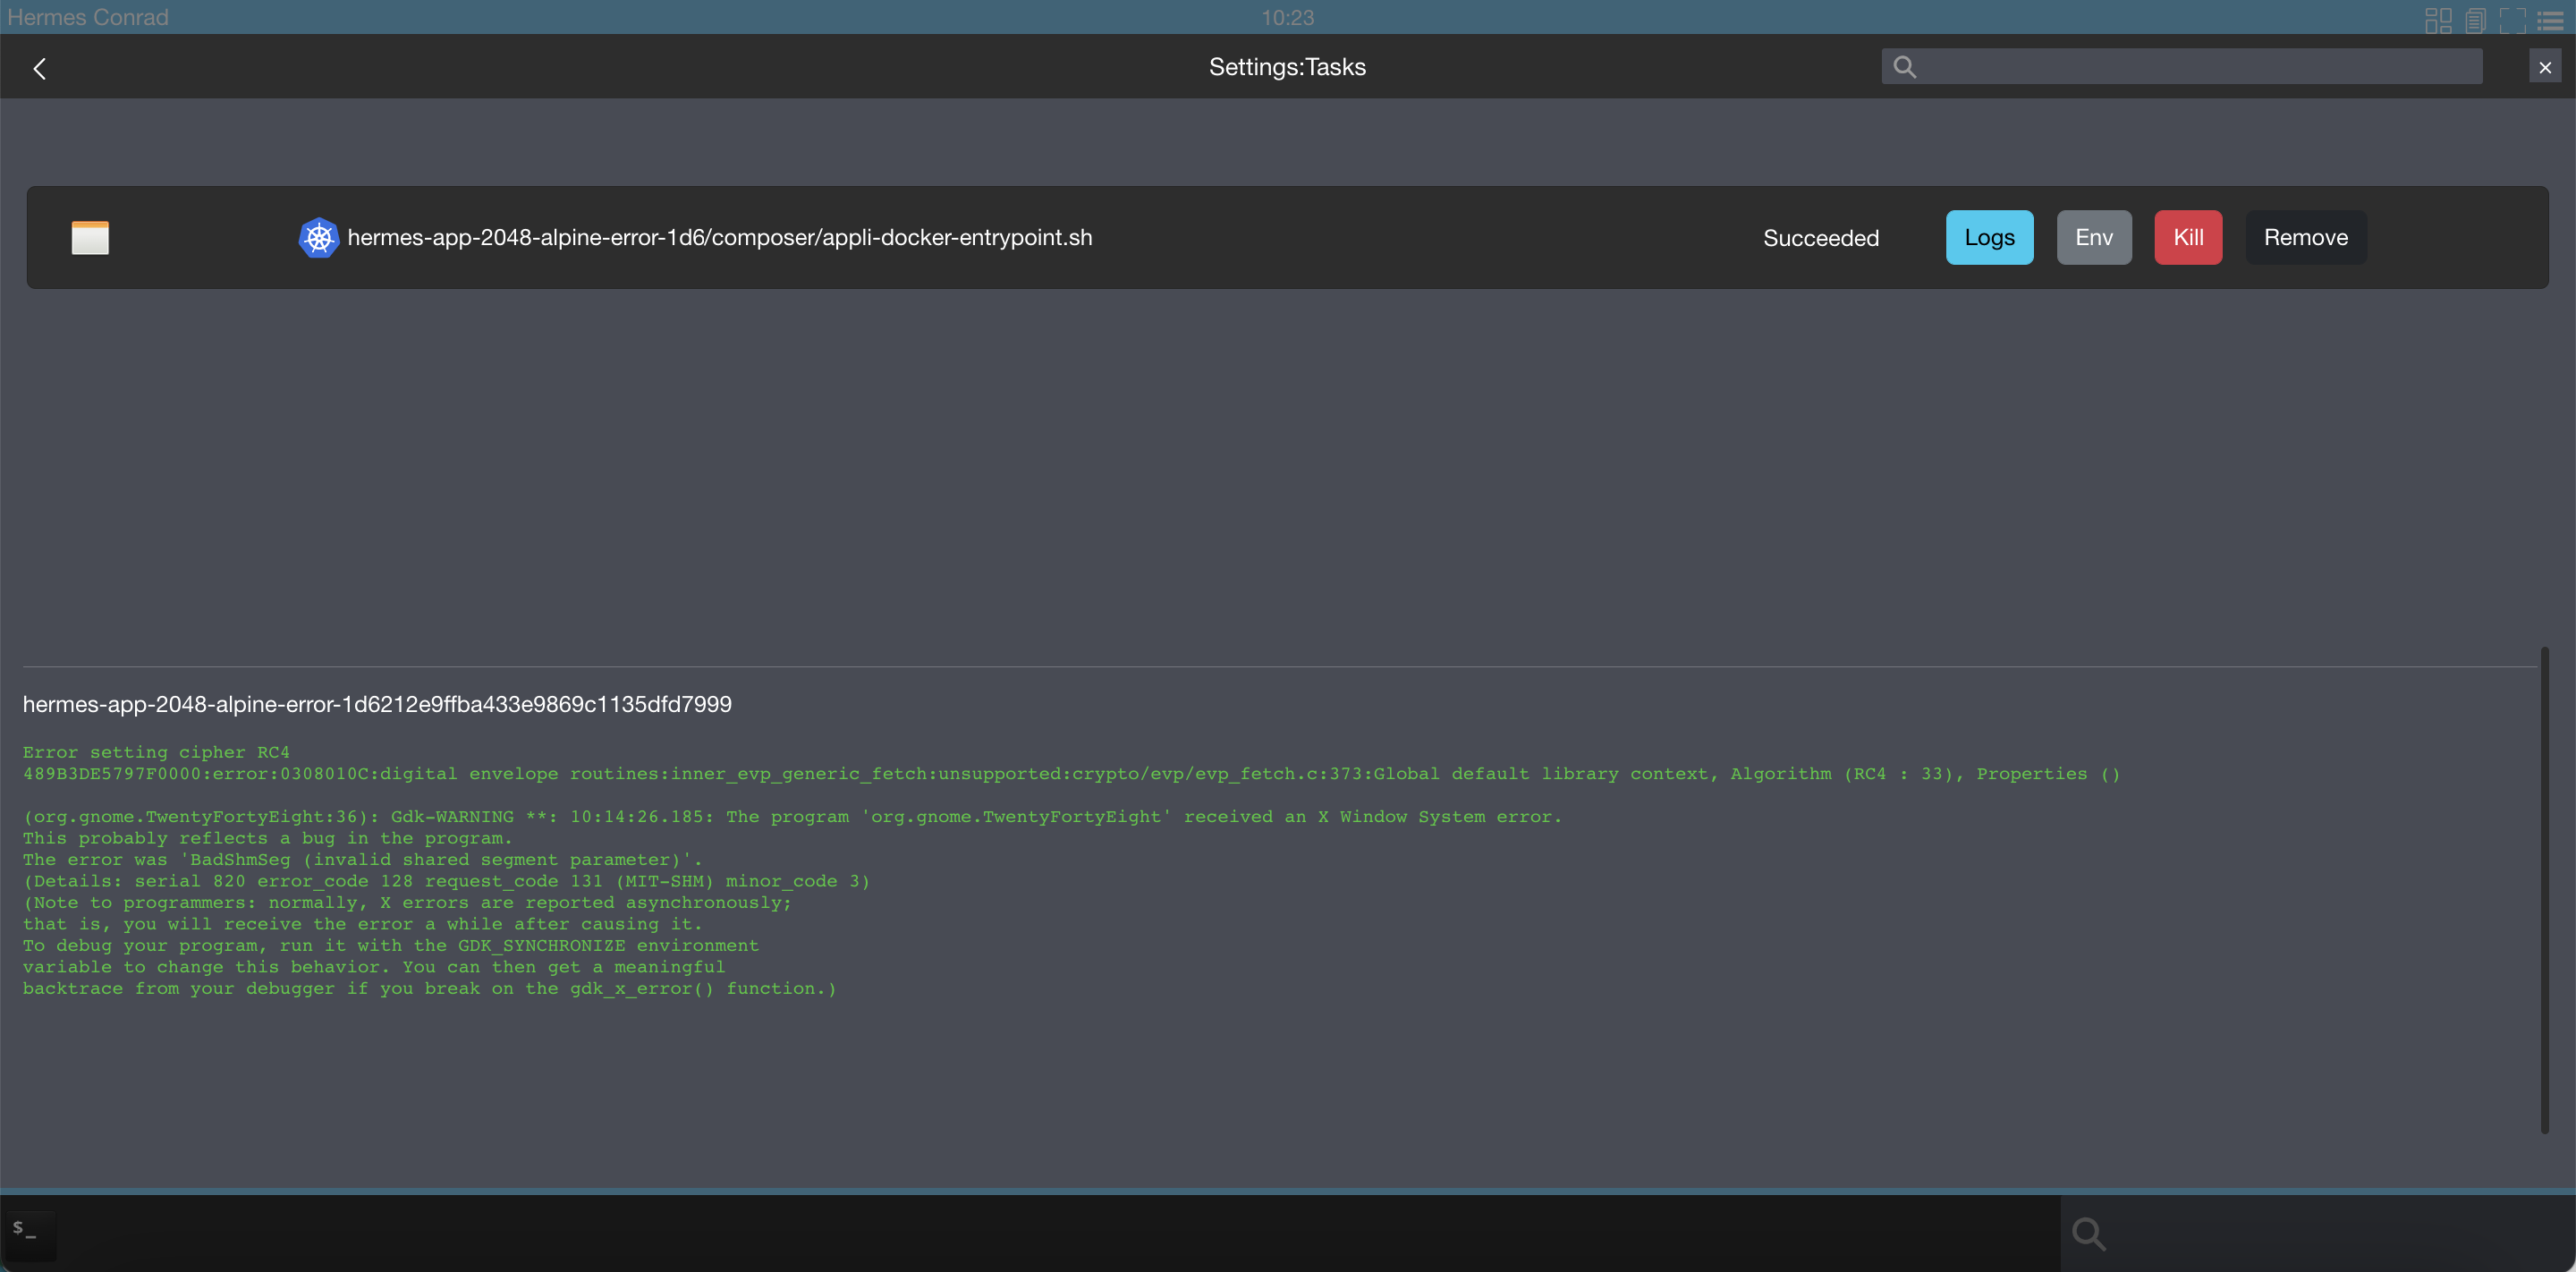 Hermes Conrad
10:23
Settings:Tasks
hermes-app-2048-alpine-error-1d6/composer/appli-docker-entrypoint.sh
Succeeded
Logs
Env
Kill
Remove
hermes-app-2048-alpine-error-1d6212e9ffba433e9869c1135dfd7999
Error setting cipher RC4
489B3DE5797F0000:error:0308010C:digital envelope routines:inner_evp_generic_fetch:unsupported:crypto/evp/evp_fetch.c:373:Global default library context, Algorithm (RC4 : 33), Properties ()
(org.gnome.TwentyFortyEight:36): Gdk-WARNING **: 10:14:26.185: The program 'org.gnome.TwentyFortyEight' received an X Window System error.
This probably reflects a bug in the program.
The error was 'BadShmSeg (invalid shared segment parameter)'.
(Details: serial 820 error_code 128 request_code 131 (MIT-SHM) minor_code 3)
(Note to programmers: normally, X errors are reported asynchronously;
that is, you will receive the error a while after causing it.
To debug your program, run it with the GDK_SYNCHRONIZE environment
variable to change this behavior. You can then get a meaningful
backtrace from your debugger if you break on the gdk_x_error() function.)
$_